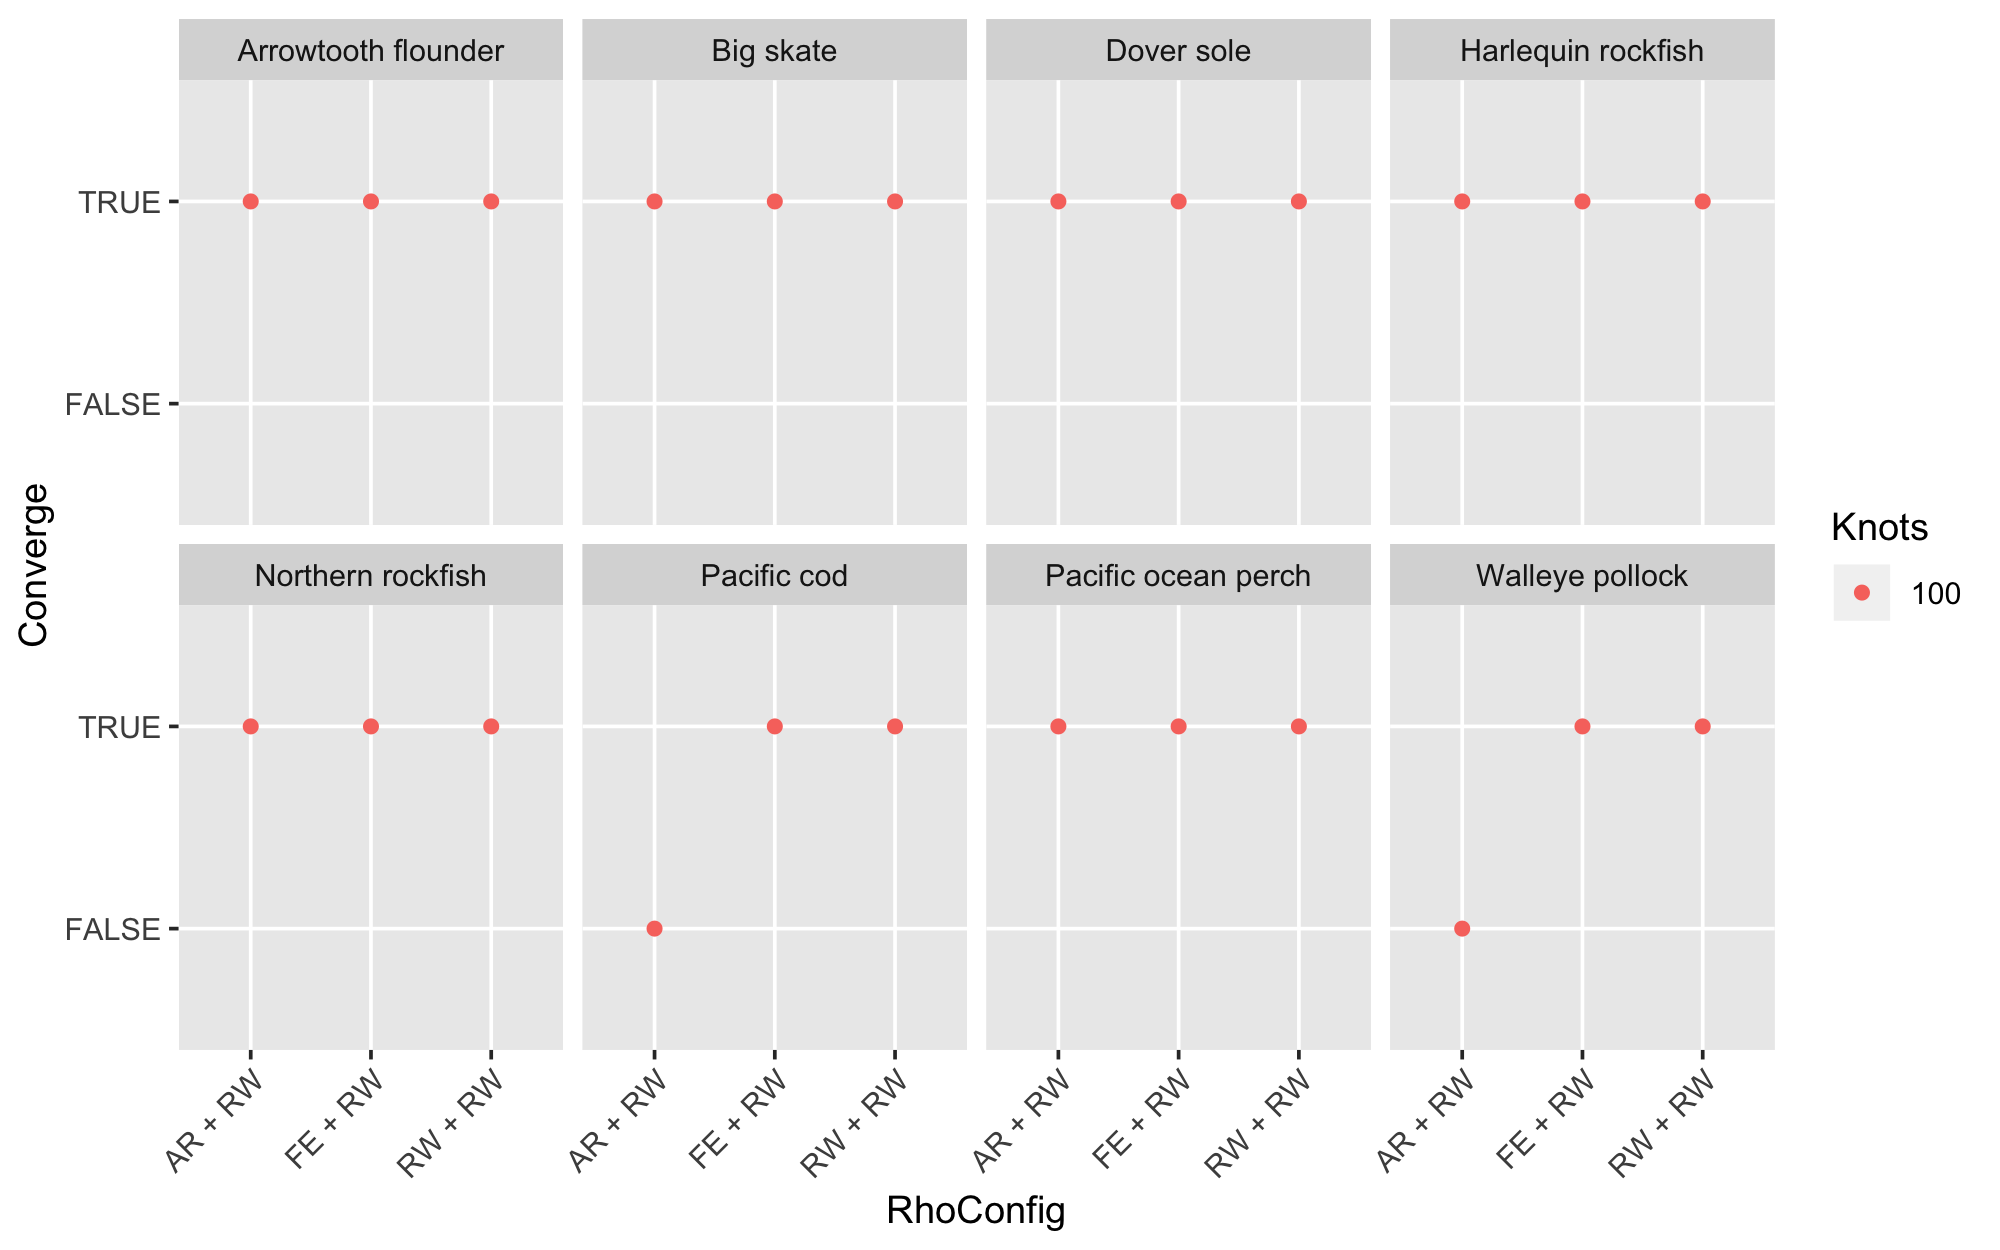 Arrowtooth flounder
Big skate
Dover sole
Harlequin rockfish
TRUE
FALSE
Northern rockfish
Pacific cod
Pacific ocean perch
Walleye pollock
TRUE
FALSE
AR + RW
FE + RW
RW + RW
AR + RW
FE + RW
RW + RW
AR + RW
FE + RW
RW + RW
AR + RW
FE + RW
RW + RW
RhoConfig
Converge
Knots
100